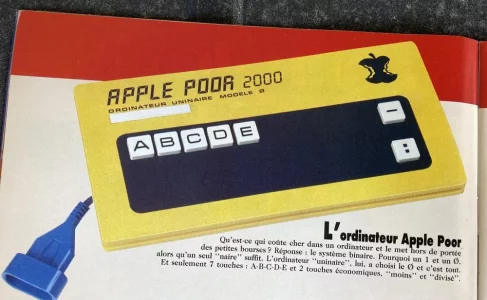 APPLE POOR 2000
ORDINATEUR UNINAIRE MODELE Ø
A B C D E
−
:
L'ordinateur Apple Poor
Qu'est-ce qui coûte cher dans un ordinateur et le met hors de portée
des petites bourses ? Réponse : le système binaire. Pourquoi un 1 et un Ø,
alors qu'un seul "naire" suffit. L'ordinateur "uninaire", lui, a choisi le Ø et c'est tout.
Et seulement 7 touches : A-B-C-D-E et 2 touches économiques, "moins" et "divisé".